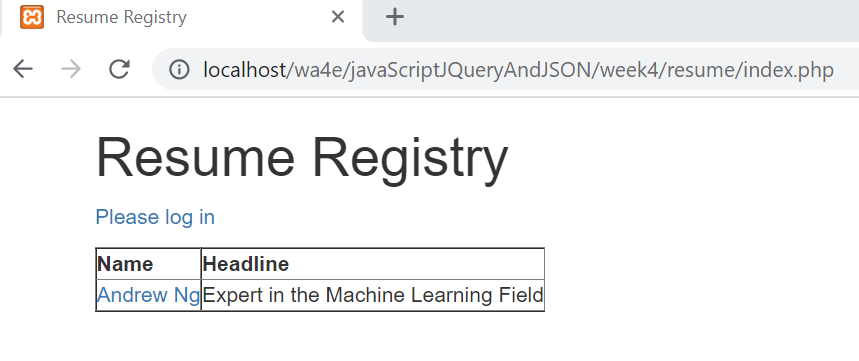 Resume Registry
localhost/wa4e/javaScriptJQueryAndJSON/week4/resume/index.php
Resume Registry
Please log in
Name Headline
Andrew Ng Expert in the Machine Learning Field